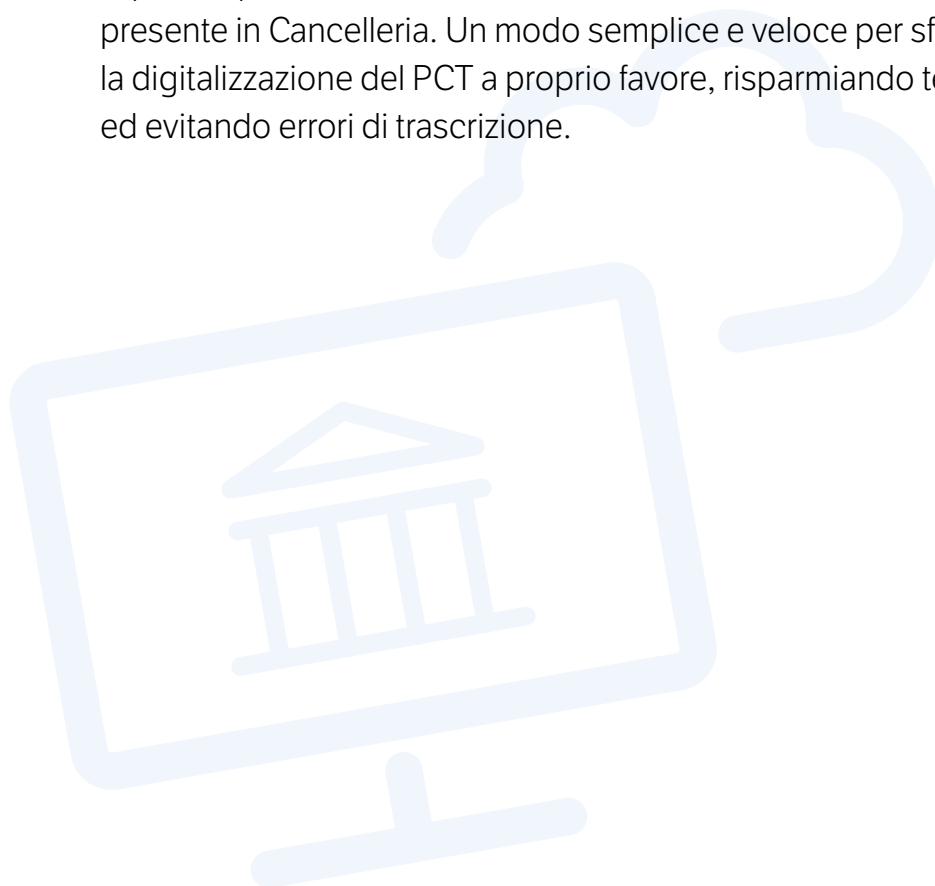 presente in Cancelleria. Un modo semplice e veloce per
la digitalizzazione del PCT a proprio favore, risparmiando
ed evitando errori di trascrizione.